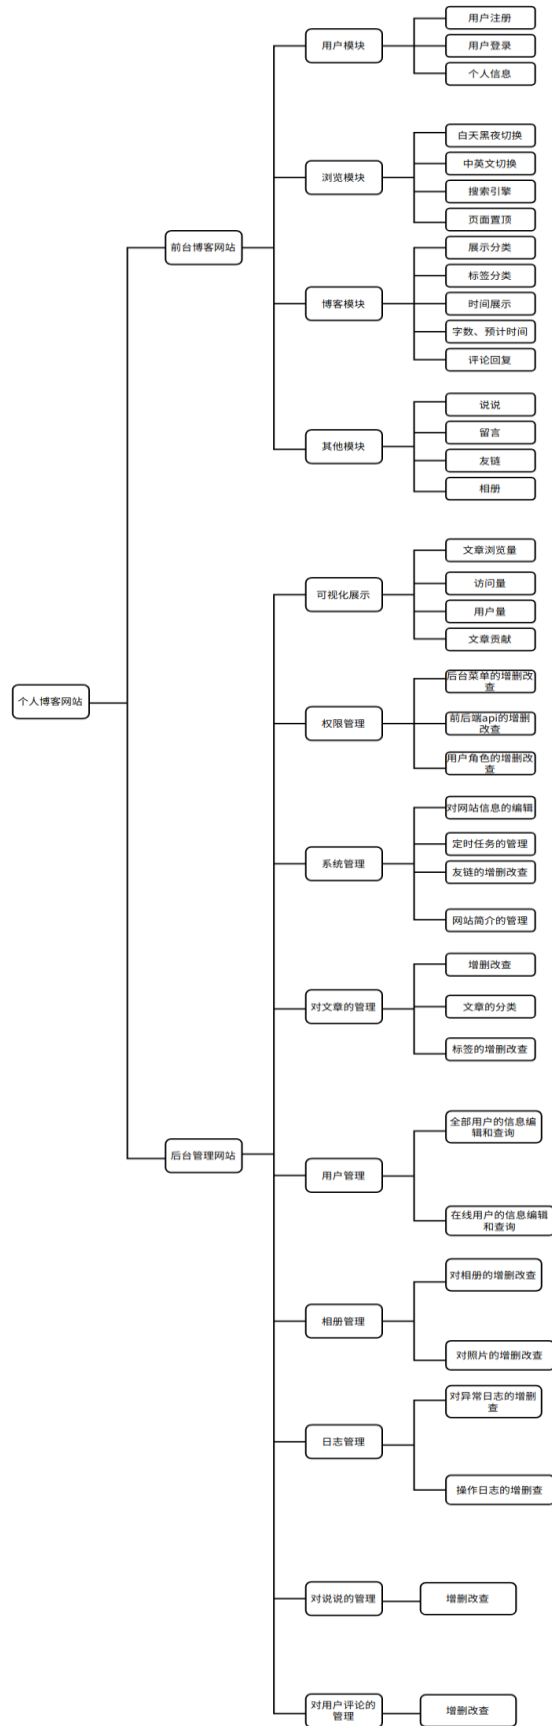 用户注册
用户模块
用户登录
个人信息
白天黑夜切换
中英文切换
浏览模块
搜索引擎
页面置顶
前台博客网站
展示分类
标签分类
博客模块
时间展示
字数、预计时间
评论回复
说说
留言
其他模块
友链
相册
文章浏览量
访问量
可视化展示
用户量
文章贡献
个人博客网站
后台菜单的增删改
查
权限管理
前后端api的增删
改查
用户角色的增删改
查
对网站信息的编辑
定时任务的管理
系统管理
友链的增删改查
网站简介的管理
增删改查
对文章的管理
文章的分类
标签的增删改查
后台管理网站
全部用户的信息编
辑和查询
用户管理
在线用户的信息编辑
和查询
对相册的增删改查
相册管理
对照片的增删改查
对异常日志的增删
查
日志管理
操作日志的增删查
对说说的管理
增删改查
对用户评论的
管理
增删改查